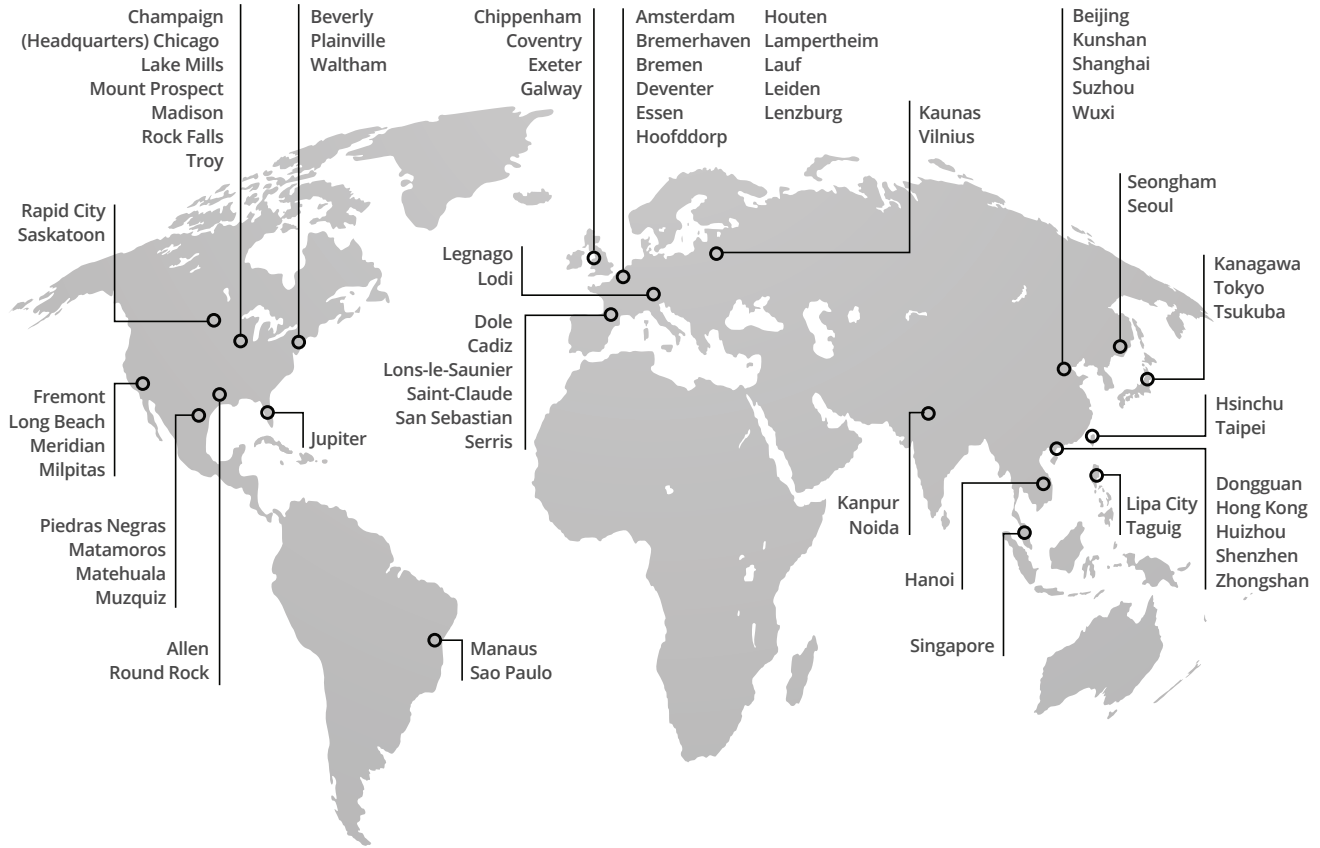 Champaign
(Headquarters) Chicago
Lake Mills
Mount Prospect
Madison
Rock Falls
Troy
Beverly
Plainville
Waltham
Chippenham
Coventry
Exeter
Galway
Amsterdam
Bremerhaven
Bremen
Deventer
Essen
Hoofddorp
Houten
Lampertheim
Lauf
Leiden
Lenzburg
Kaunas
Vilnius
Beijing
Kunshan
Shanghai
Suzhou
Wuxi
Seongham
Seoul
Rapid City
Saskatoon
Legnago
Lodi
Kanagawa
Tokyo
Tsukuba
Dole
Cadiz
Lons-le-Saunier
Saint-Claude
San Sebastian
Serris
Fremont
Long Beach
Meridian
Milpitas
Jupiter
Hsinchu
Taipei
Piedras Negras
Matamoros
Matehuala
Muzquiz
Kanpur
Noida
Lipa City
Taguig
Dongguan
Hong Kong
Huizhou
Shenzhen
Zhongshan
Hanoi
Allen
Round Rock
Manaus
Sao Paulo
Singapore